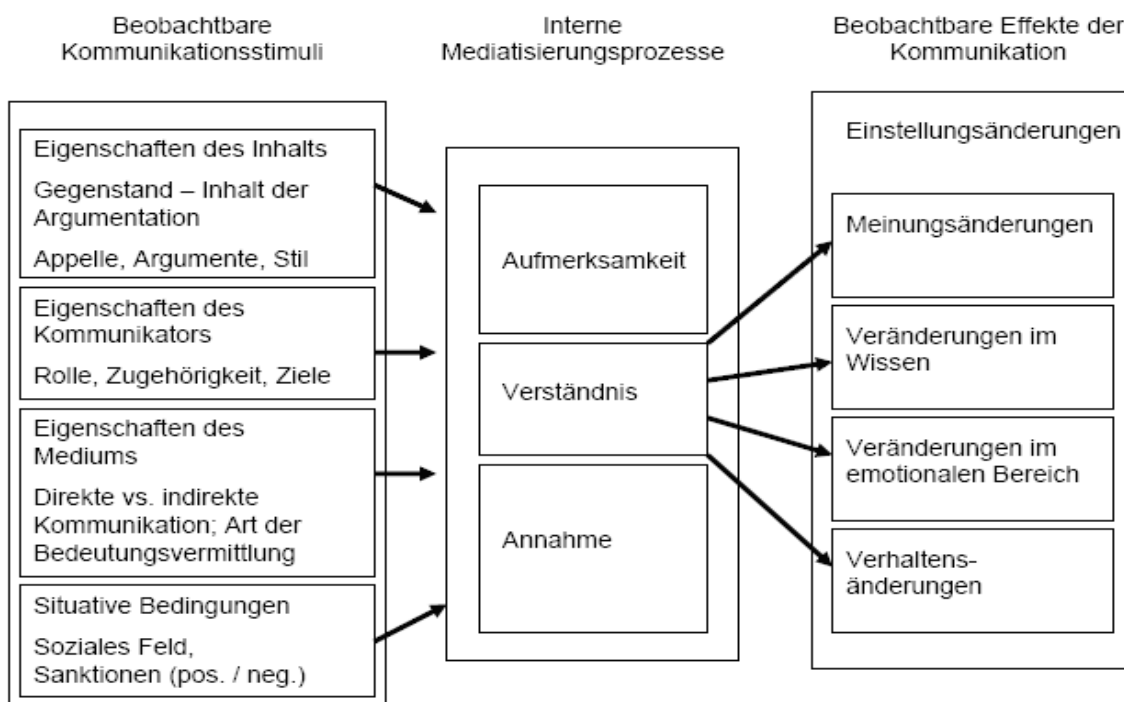 Beobachtbare
Kommunikationsstimuli
Interne
Mediatisierungsprozesse
Beobachtbare Effekte der
Kommunikation
Eigenschaften des Inhalts
Gegenstand – Inhalt der
Argumentation
Appelle, Argumente, Stil
Eigenschaften des
Kommunikators
Rolle, Zugehörigkeit, Ziele
Eigenschaften des
Mediums
Direkte vs. indirekte
Kommunikation; Art der
Bedeutungsvermittlung
Situative Bedingungen
Soziales Feld,
Sanktionen (pos. / neg.)
Aufmerksamkeit
Verständnis
Annahme
Einstellungsänderungen
Meinungsänderungen
Veränderungen im
Wissen
Veränderungen im
emotionalen Bereich
Verhaltens-
änderungen